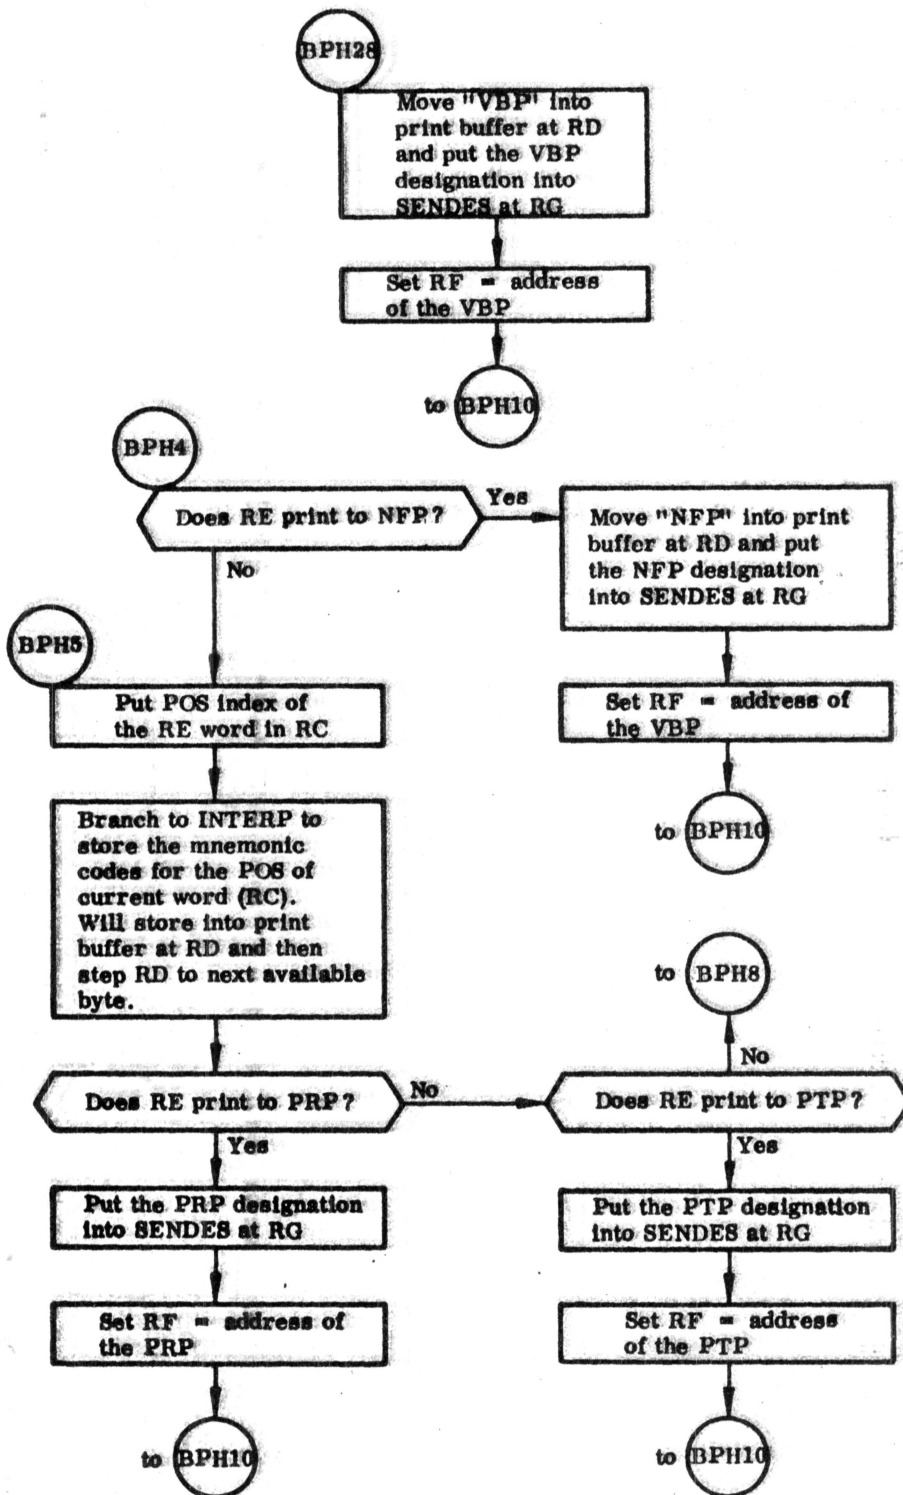 BPH28
Move "VBP" into
print buffer at RD
and put the VBP
designation into
SENDES at RG
Set RF = address
of the VBP
to BPH10
BPH4
Does RE print to NFP?
Yes
No
Move "NFP" into print
buffer at RD and put
the NFP designation
into SENDES at RG
Set RF = address of
the VBP
to BPH10
BPH5
Put POS index of
the RE word in RC
Branch to INTERP to
store the mnemonic
codes for the POS of
current word (RC).
Will store into print
buffer at RD and then
step RD to next available
byte.
Does RE print to PRP?
No
Yes
Does RE print to PTP?
No
to BPH8
Yes
Put the PRP designation
into SENDES at RG
Set RF = address of
the PRP
to BPH10
Put the PTP designation
into SENDES at RG
Set RF = address
of the PTP
to BPH10